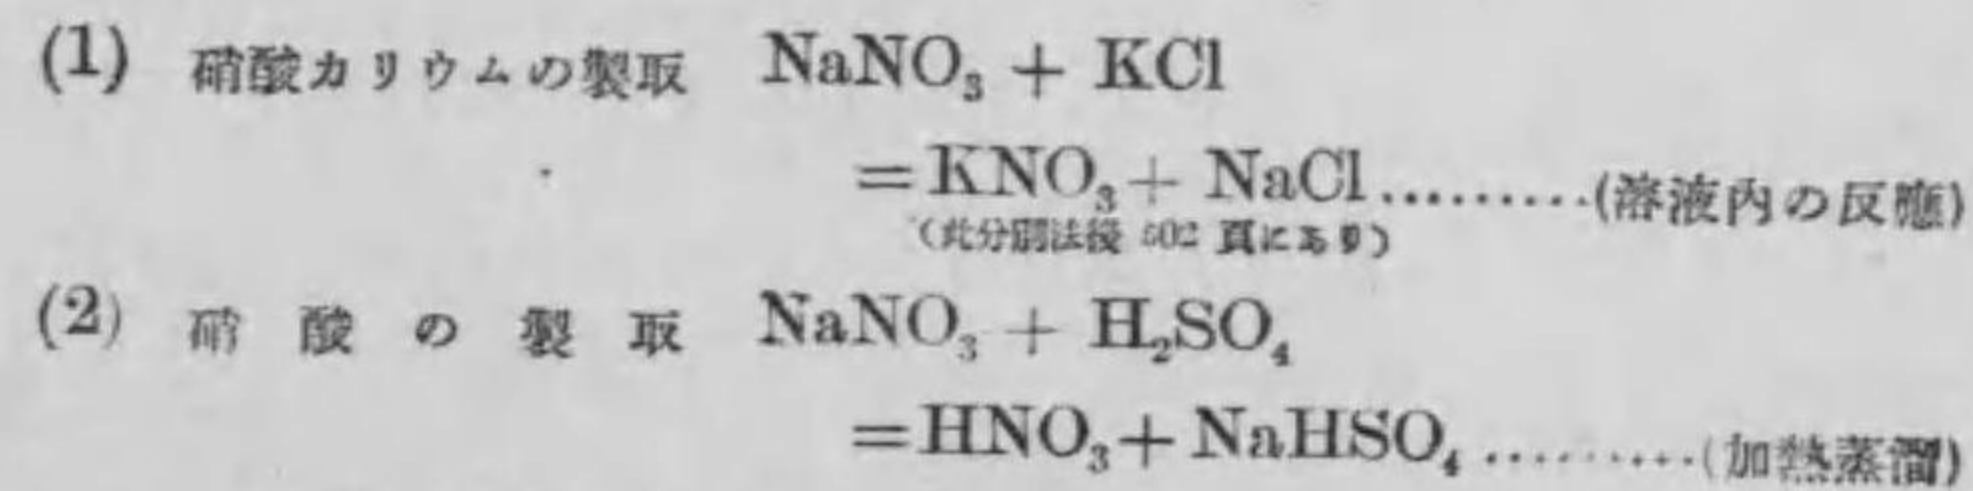 (1) 硝酸カリウムの製取 NaNO₃ + KCl
=KNO₃ + NaCl………(溶液內の反應)
(此分別法後 502 頁にあり)
(2) 硝酸の製取 NaNO₃ + H₂SO₄
=HNO₃ + NaHSO₄………(加熱蒸溜)